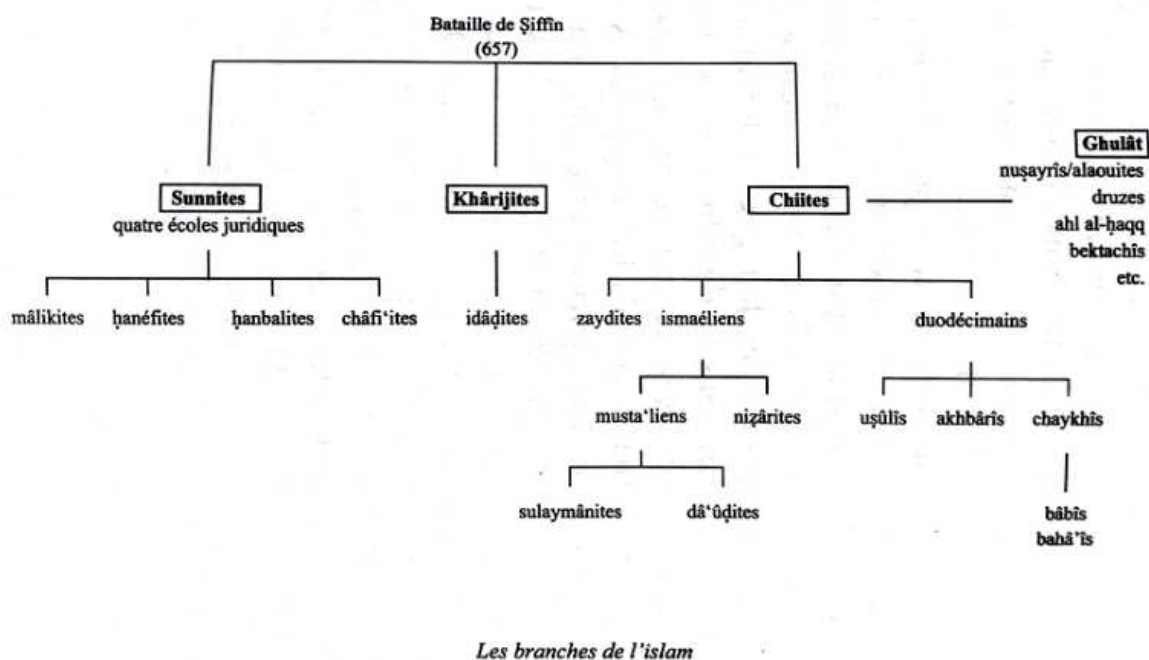 Bataille de Ṣiffîn
(657)
Ghulât
nuṣayrîs/alaouites
druzes
ahl al-ḥaqq
bektachîs
etc.
Sunnites
quatre écoles juridiques
Khârijites
Chiites
mâlikites ḥanéfites ḥanbalites châfi‘ites idâḍites zaydites ismaéliens duodécimains
musta‘liens niẓârites uṣûlîs akhbârîs chaykhîs
sulaymânites dâ‘ûḍites
bâbîs
bahâ’îs
Les branches de l’islam